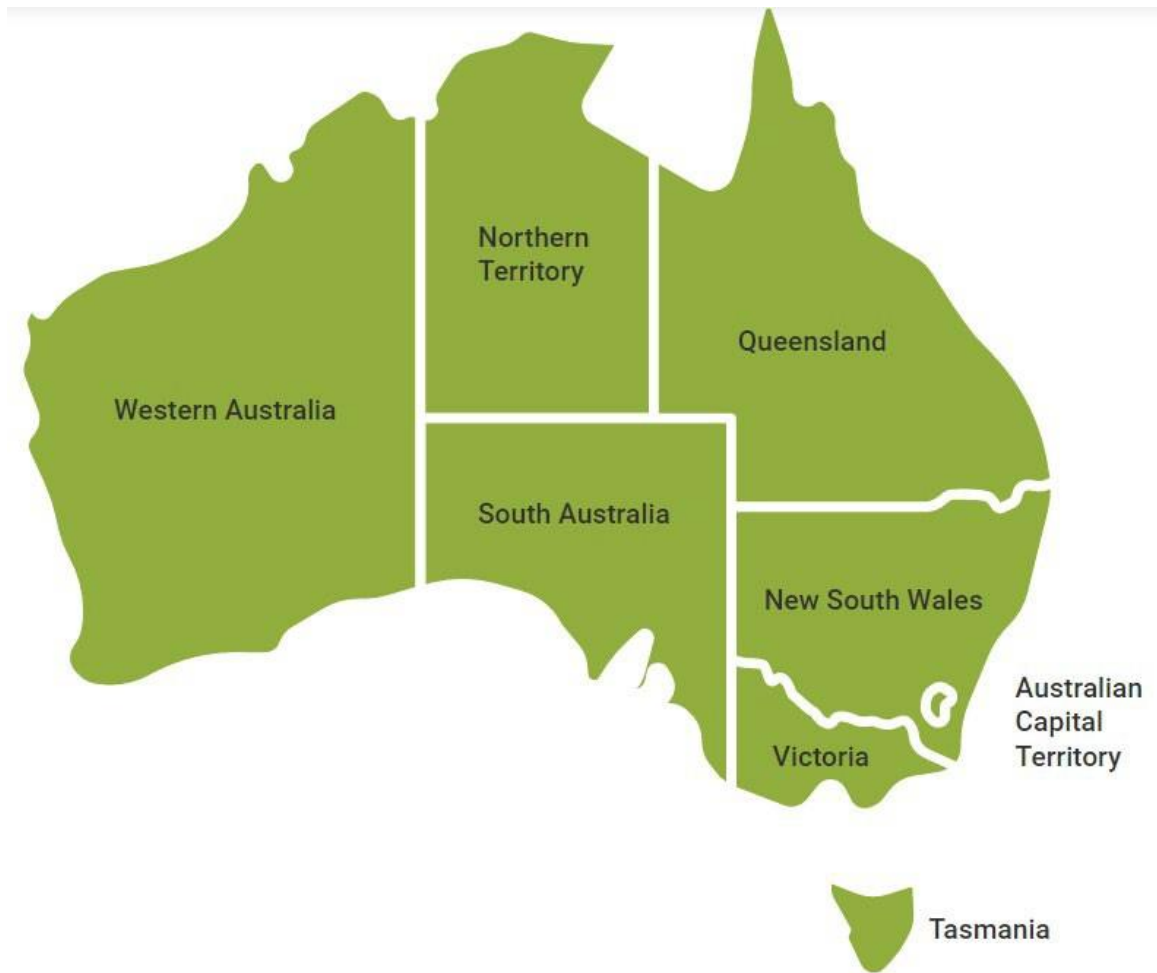 Northern
Territory
Queensland
Western Australia
South Australia
New South Wales
Australian
Capital
Territory
Victoria
Tasmania